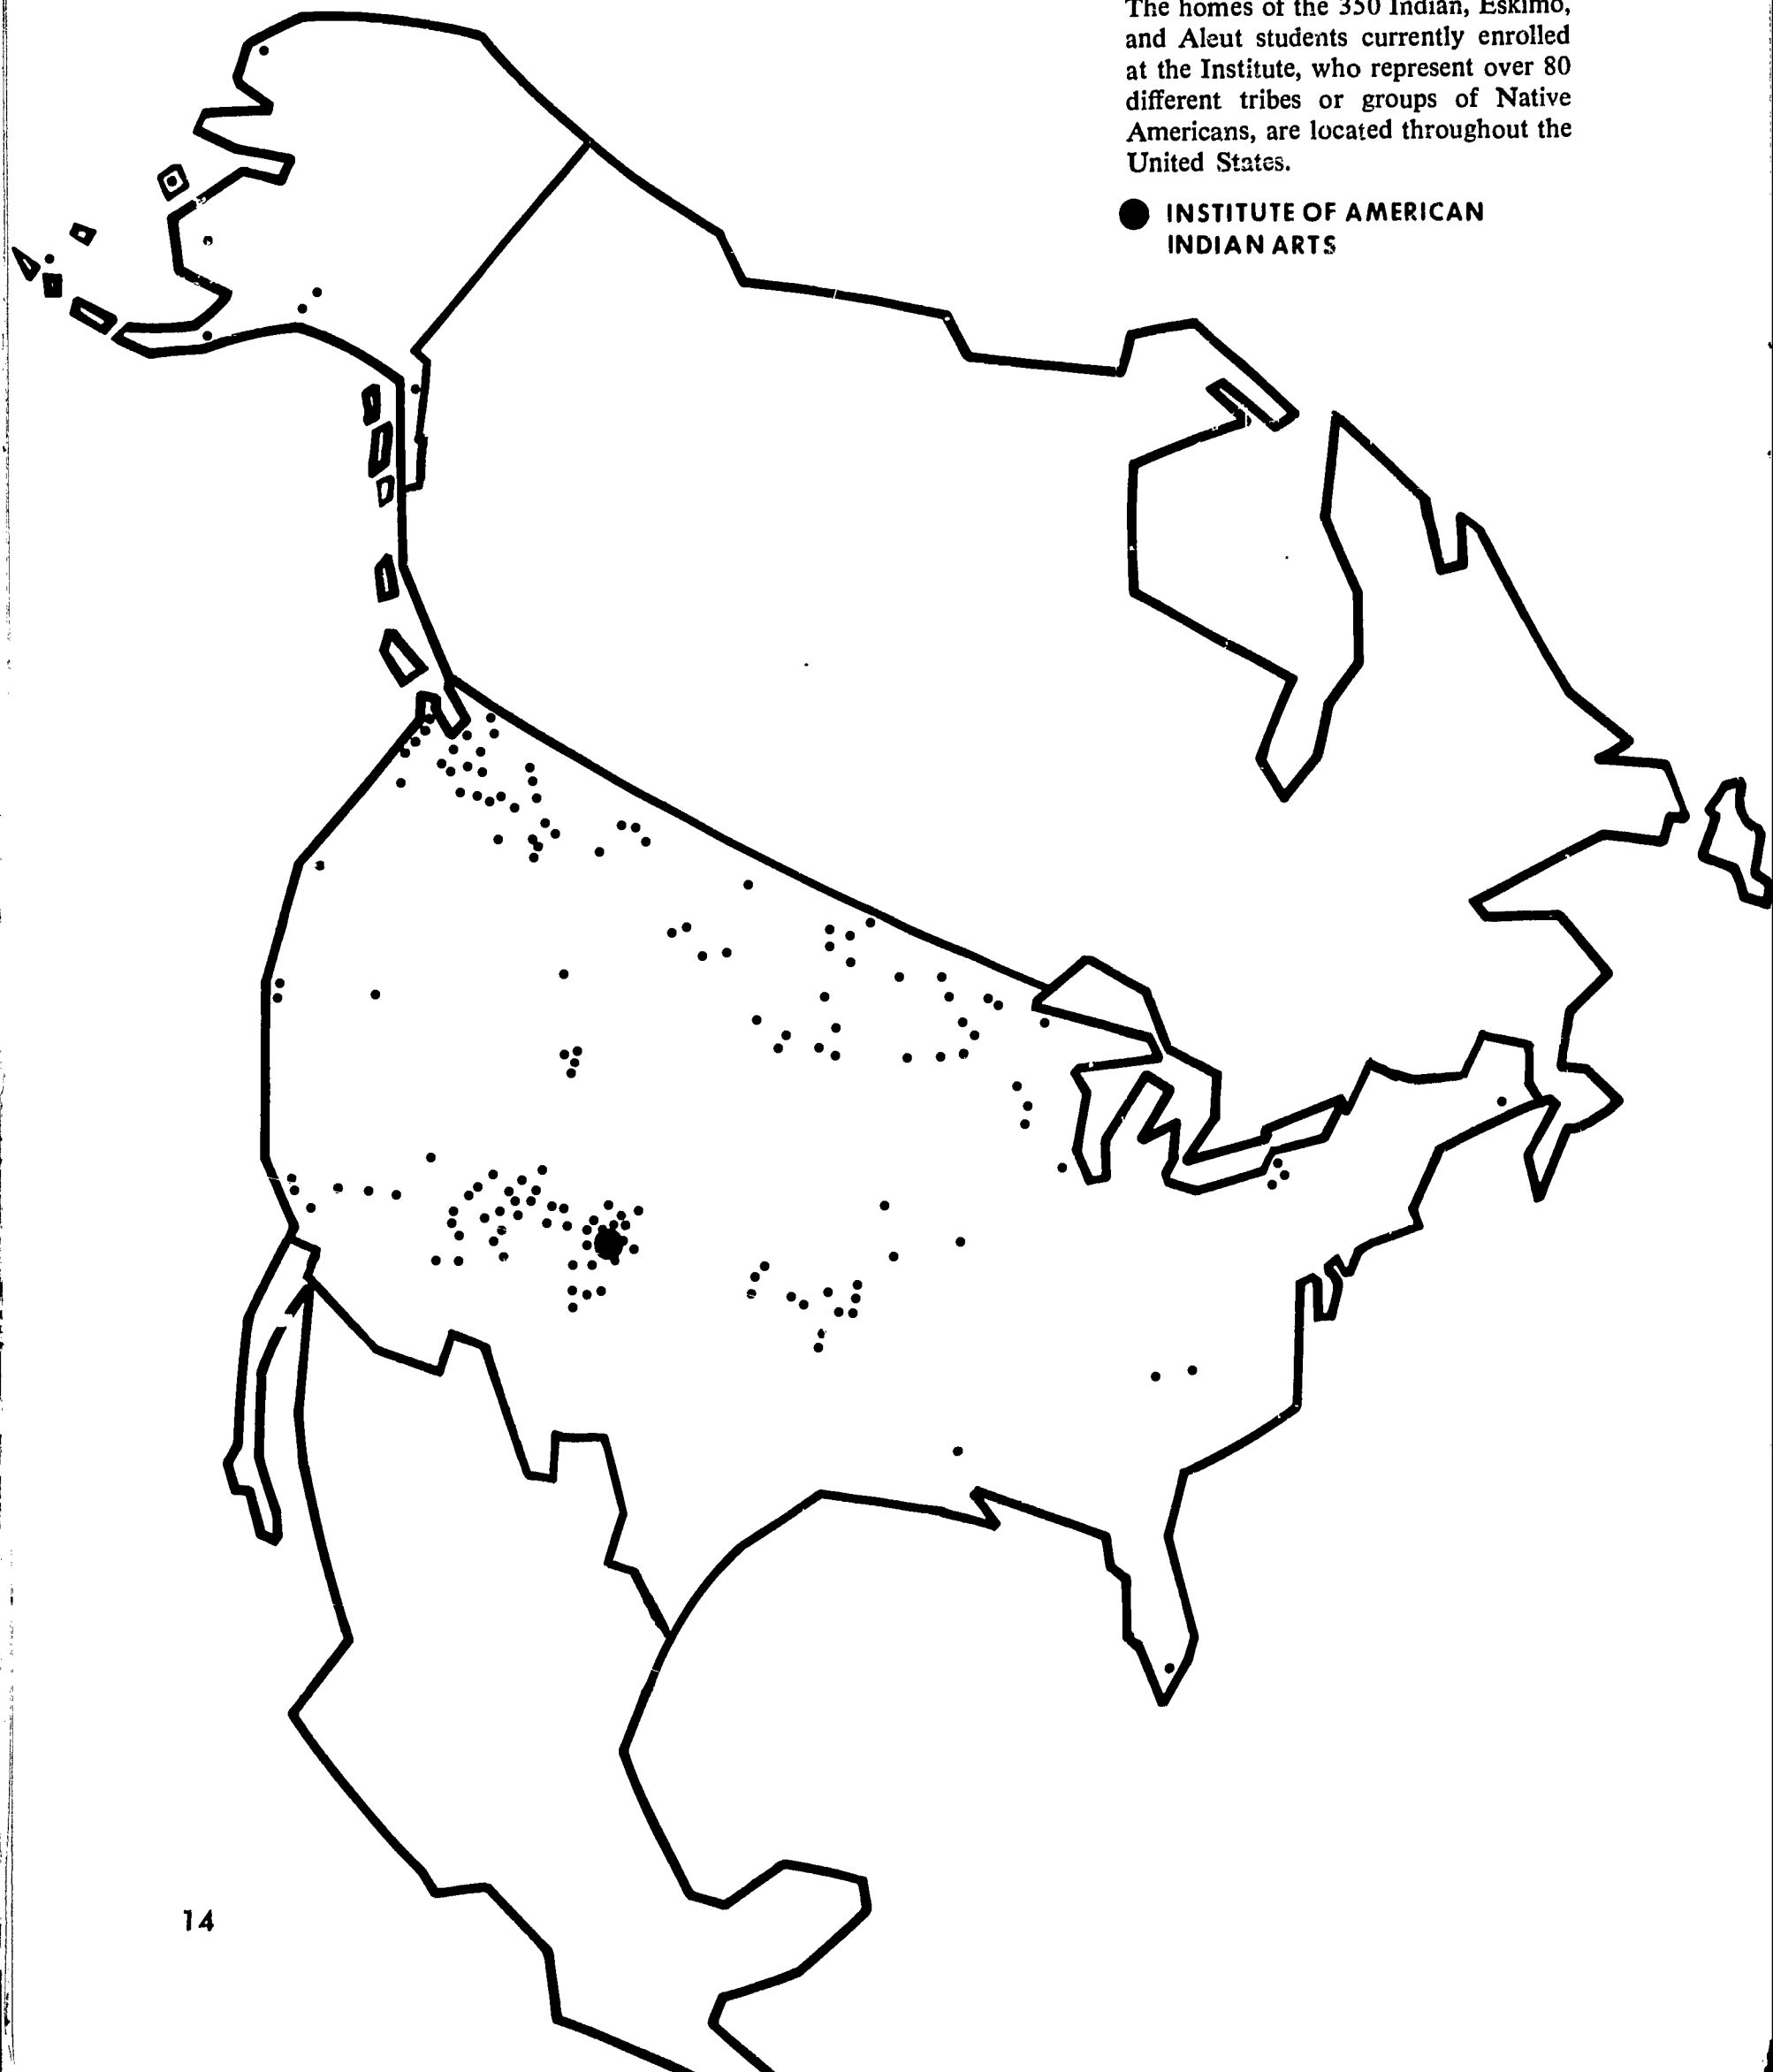 The homes of the 350 Indian, Eskimo,
and Aleut students currently enrolled
at the Institute, who represent over 80
different tribes or groups of Native
Americans, are located throughout the
United States.
INSTITUTE OF AMERICAN
INDIAN ARTS
14